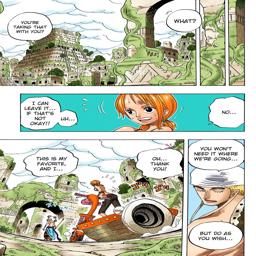 WHAT?
YOU'RE
TAKING THAT
WITH YOU?
NO...
I CAN
LEAVE IT...
IF THAT'S
NOT
OKAY!?
UH...
YOU WON'T
NEED IT WHERE
WE'RE
GOING...
BUT DO AS
YOU WISH...
OH...
THANK
YOU!
THIS IS MY
FAVORITE,
AND I...